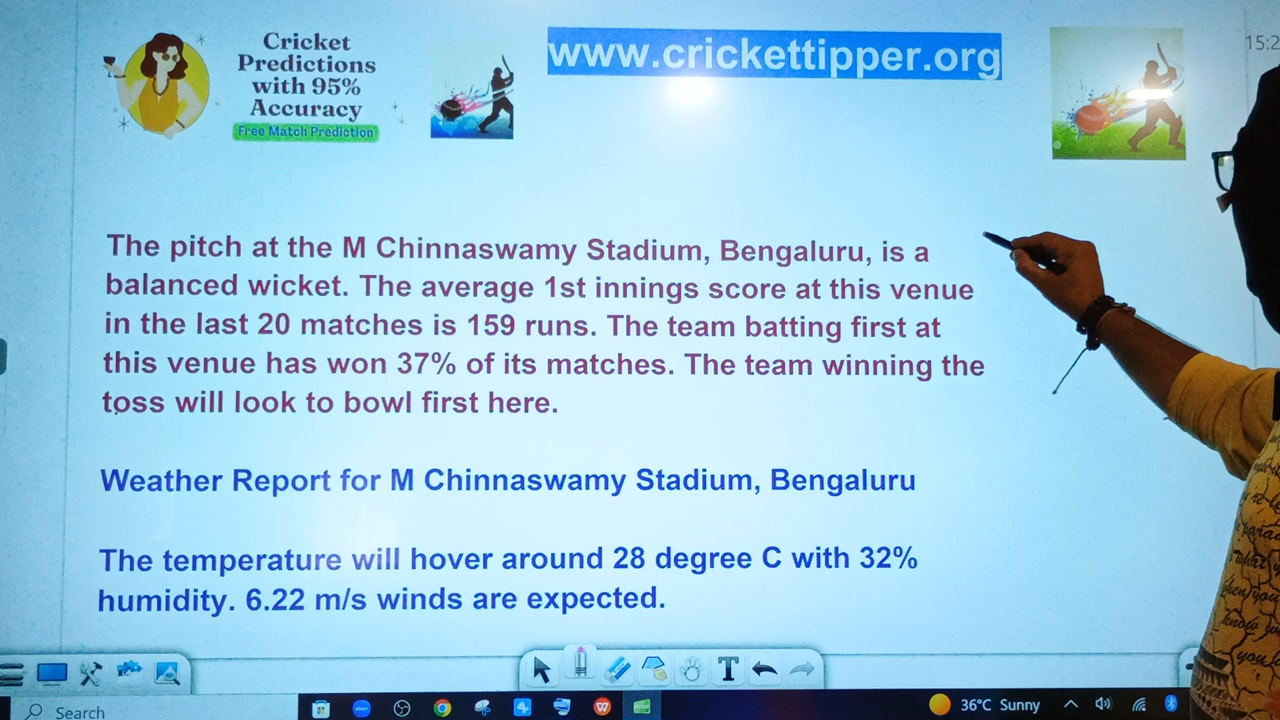 Cricket
Predictions
with 95%
Accuracy
Free Match Prediction
www.crickettipper.org
15:2
The pitch at the M Chinnaswamy Stadium, Bengaluru, is a
balanced wicket. The average 1st innings score at this venue
in the last 20 matches is 159 runs. The team batting first at
this venue has won 37% of its matches. The team winning the
toss will look to bowl first here.
Weather Report for M Chinnaswamy Stadium, Bengaluru
The temperature will hover around 28 degree C with 32%
humidity. 6.22 m/s winds are expected.
T
Search
36°C Sunny